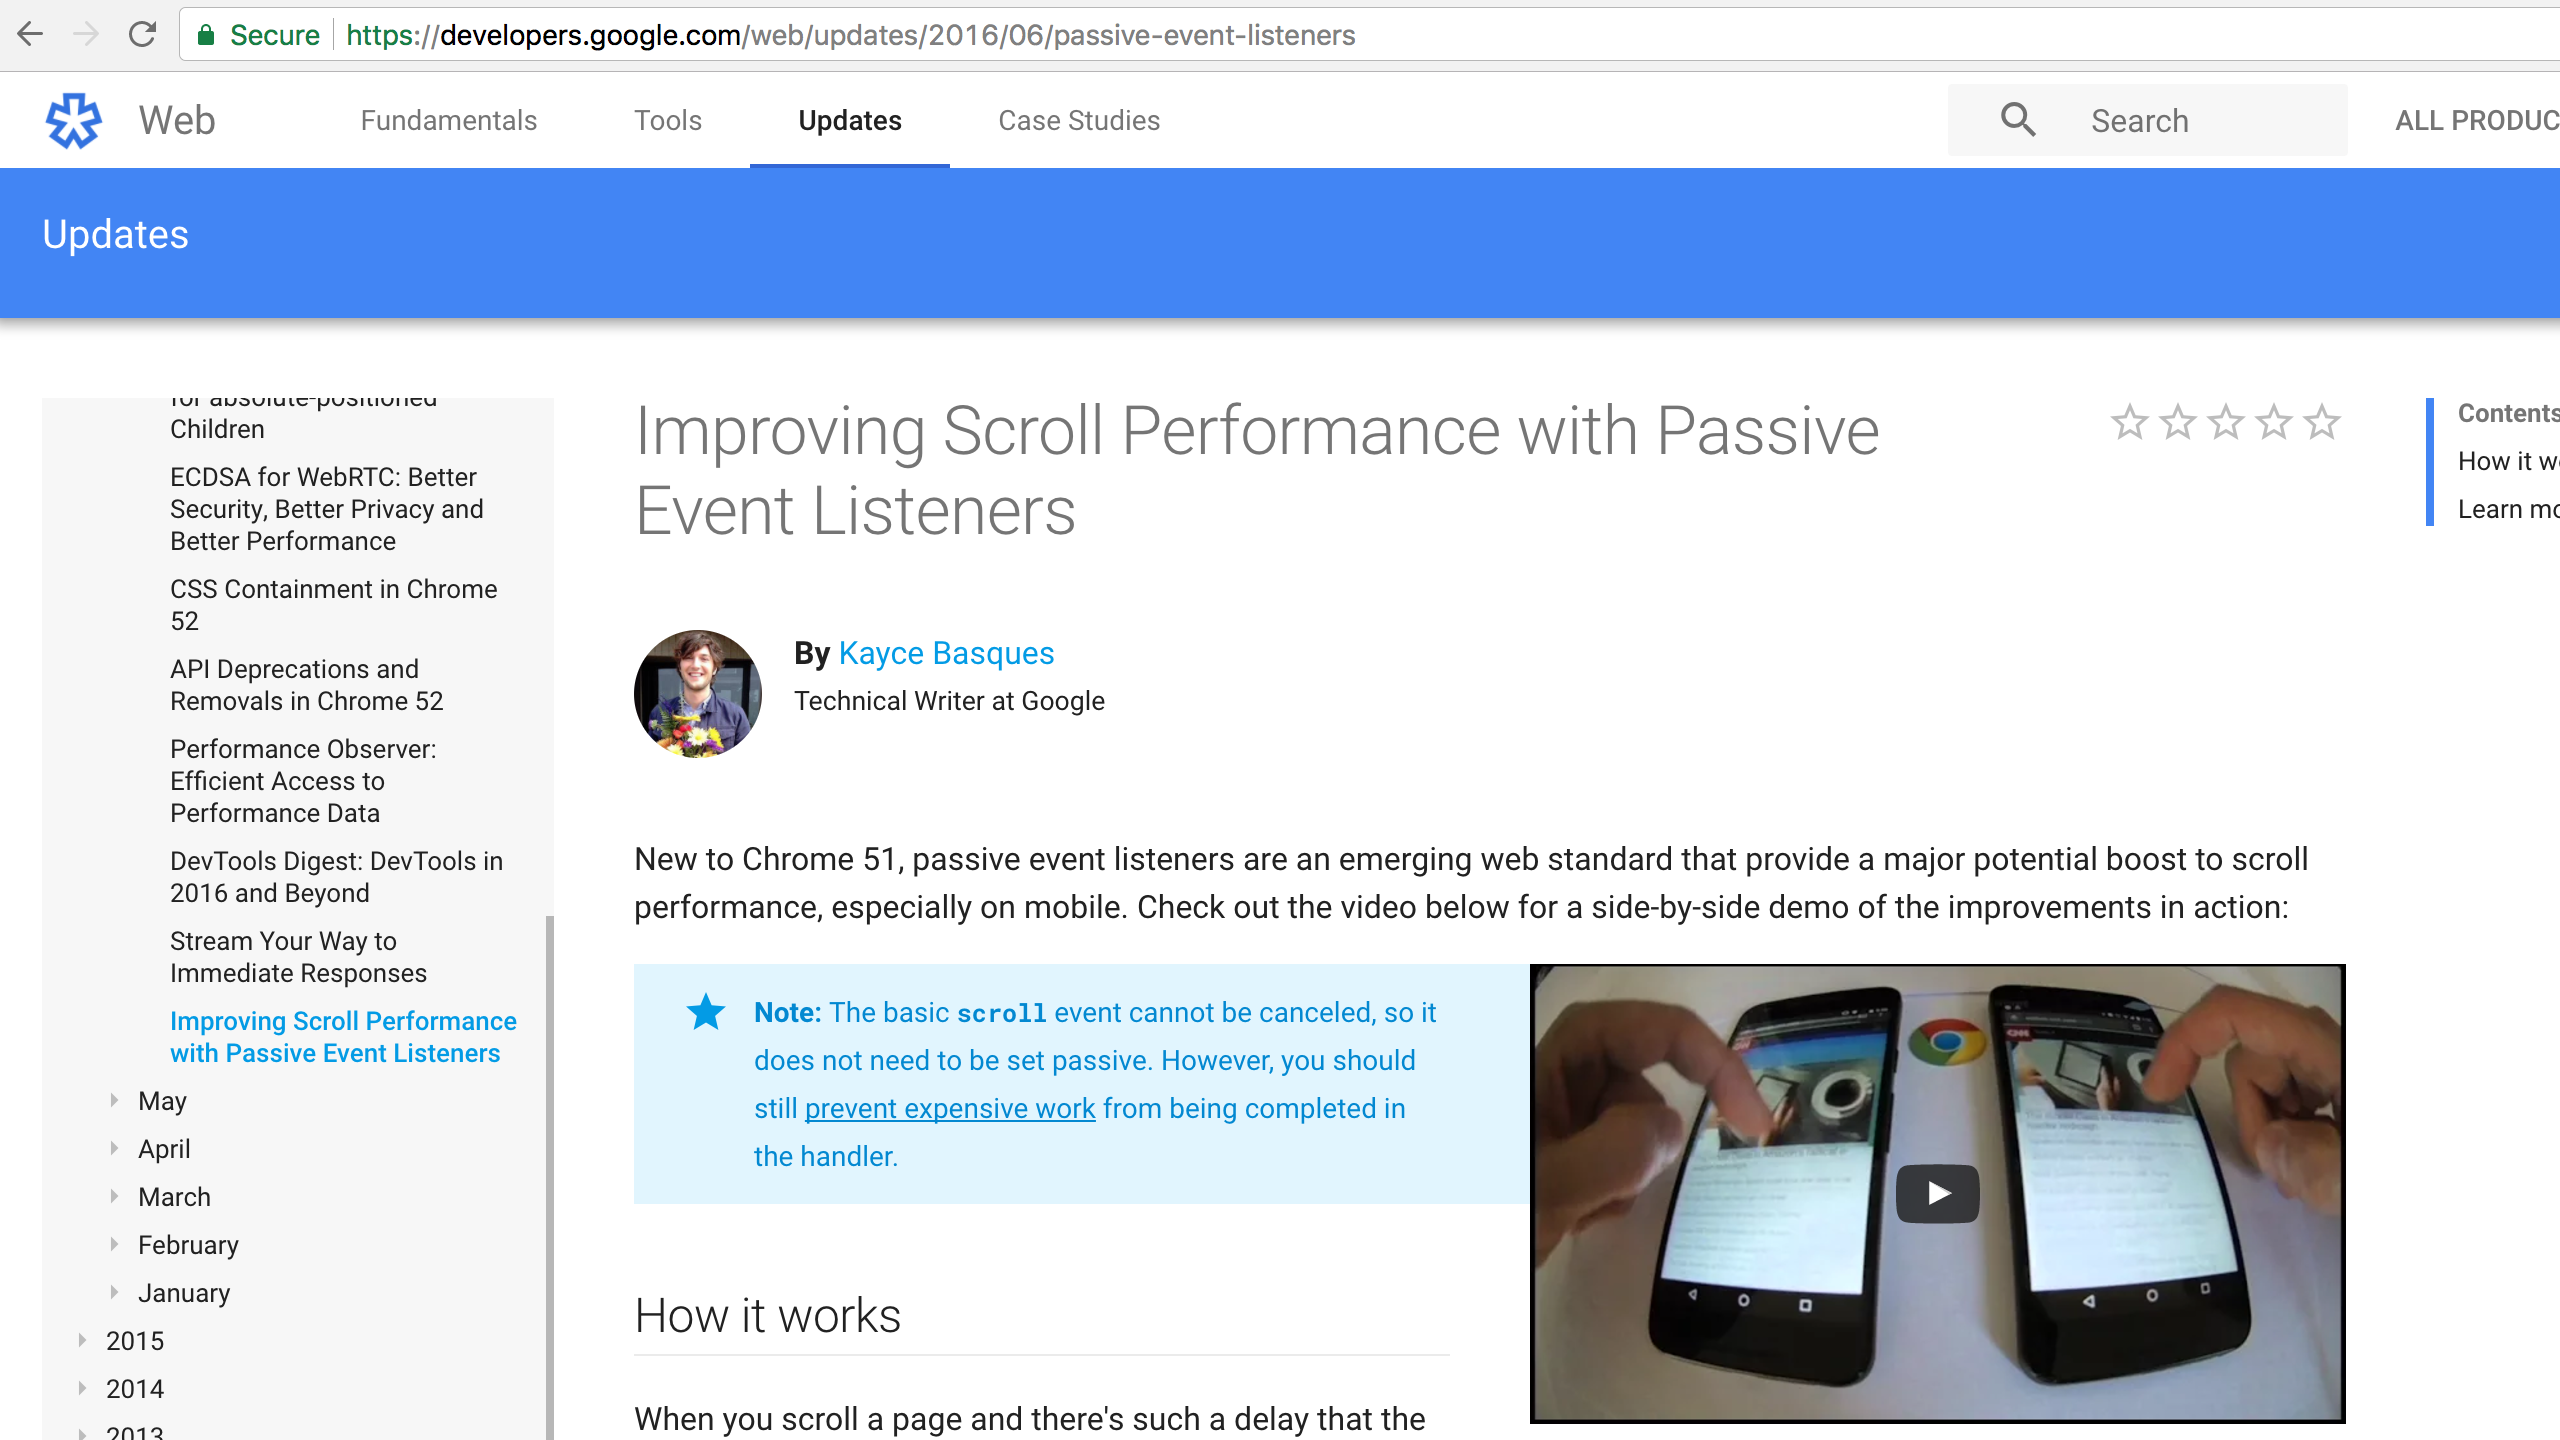 Secure https://developers.google.com/web/updates/2016/06/passive-event-listeners
Web Fundamentals Tools Updates Case Studies Search ALL PRODUC
Updates
for absolute-positioned
Children
ECDSA for WebRTC: Better
Security, Better Privacy and
Better Performance
CSS Containment in Chrome
52
API Deprecations and
Removals in Chrome 52
Performance Observer:
Efficient Access to
Performance Data
DevTools Digest: DevTools in
2016 and Beyond
Stream Your Way to
Immediate Responses
Improving Scroll Performance
with Passive Event Listeners
May
April
March
February
January
2015
2014
2013
Improving Scroll Performance with Passive
Event Listeners
By Kayce Basques
Technical Writer at Google
New to Chrome 51, passive event listeners are an emerging web standard that provide a major potential boost to scroll
performance, especially on mobile. Check out the video below for a side-by-side demo of the improvements in action:
Note: The basic scroll event cannot be canceled, so it
does not need to be set passive. However, you should
still prevent expensive work from being completed in
the handler.
How it works
When you scroll a page and there's such a delay that the
Contents
How it wo
Learn mo